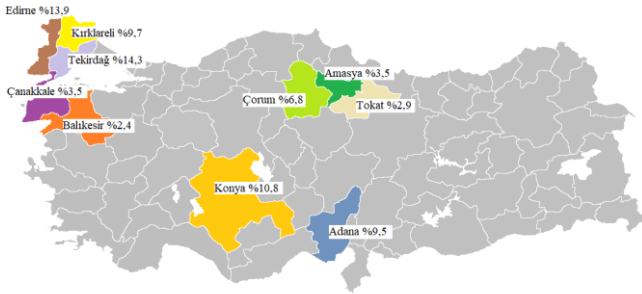 Edirne %13,9
Kırklareli %9,7
Tekirdağ %14,3
Çanakkale %3,5
Balıkesir %2,4
Amasya %3,5
Çorum %6,8
Tokat %2,9
Konya %10,8
Adana %9,5